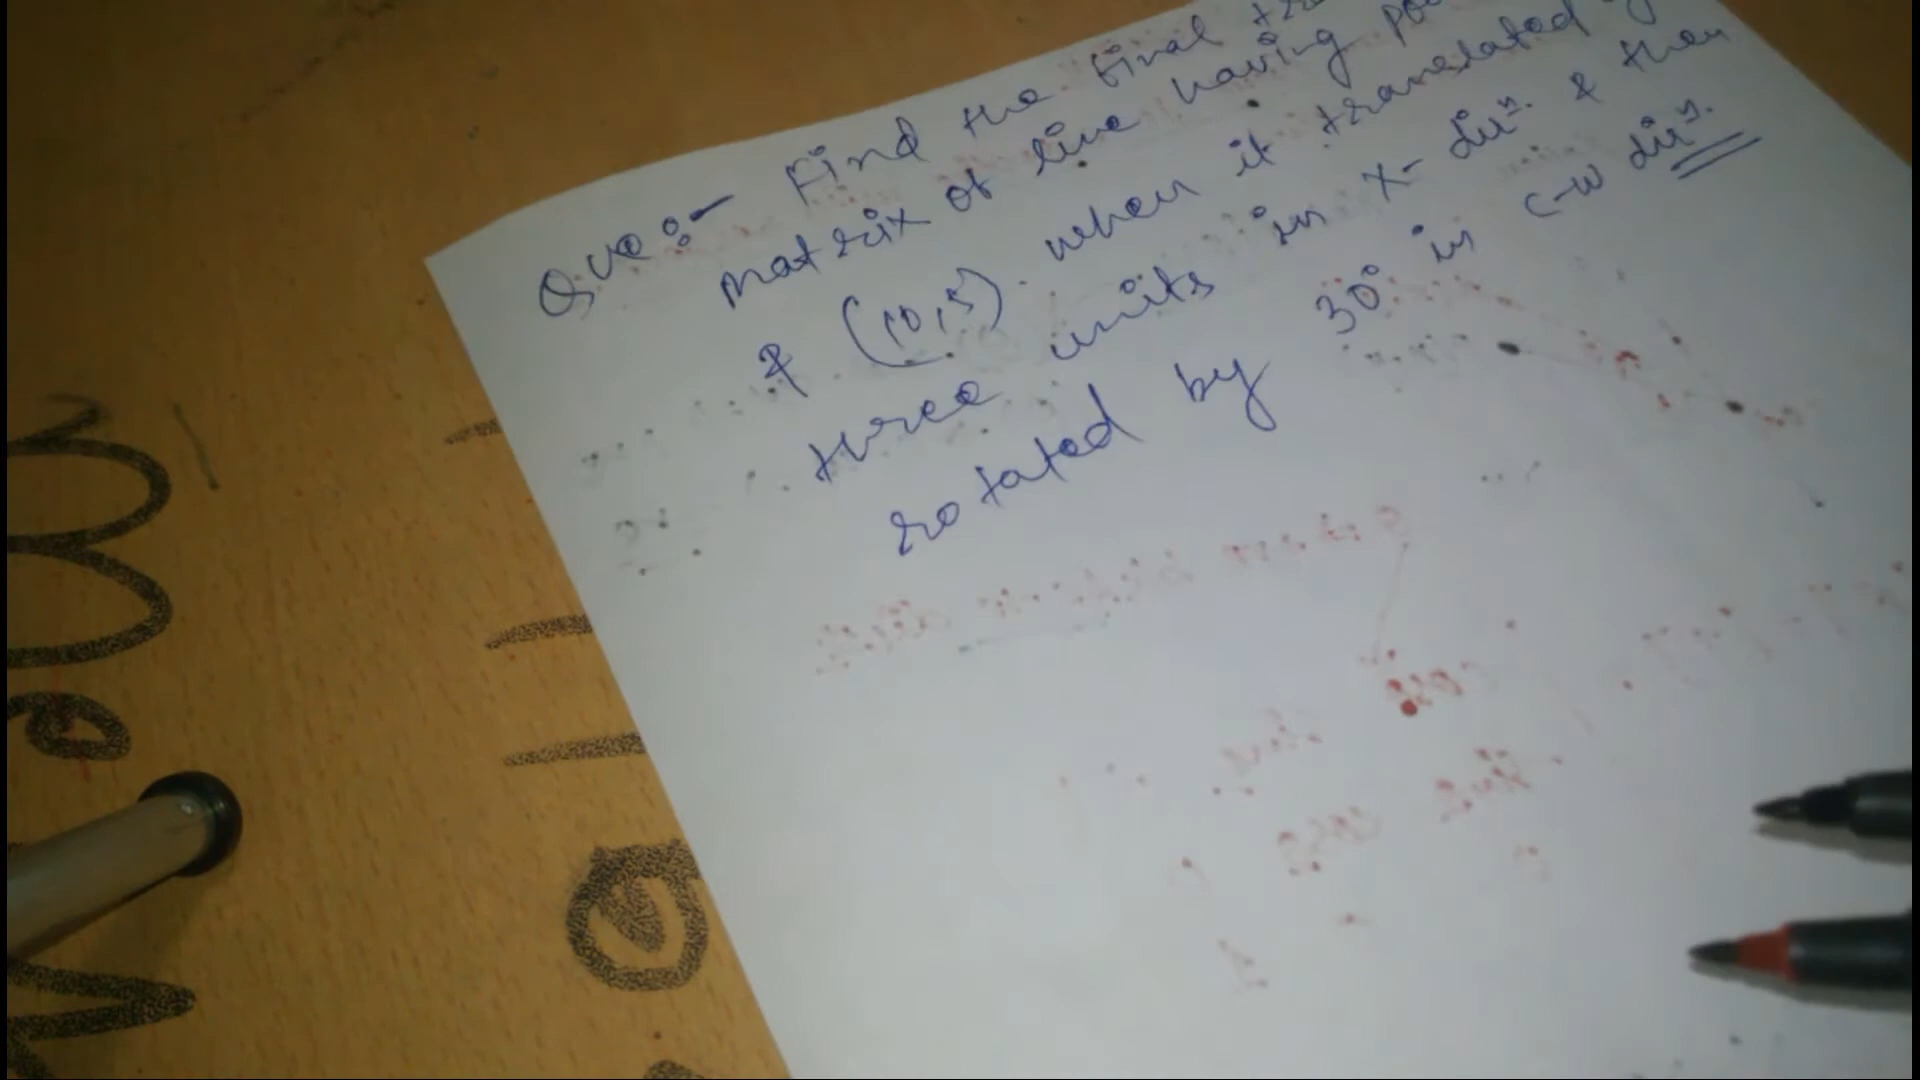 Que:- Find the final
matrix of line having
& (10,5). when it translated
three units in X- dirn. & then
rotated by 30° in C-W dirn.